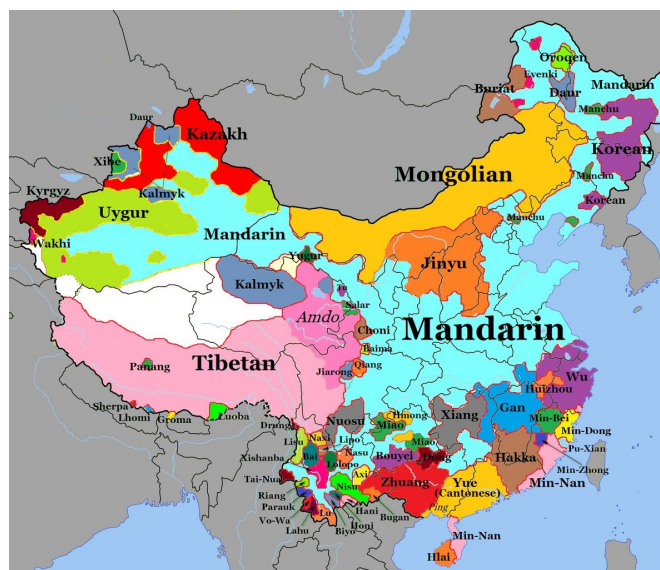 Oroqen
Evenki
Mandarin
Buriat
Daur
Manchu
Daur
Kazakh
Korean
Xibe
Mongolian
Manchu
Kyrgyz
Kalmyk
Korean
Uygur
Manchu
Wakhi
Mandarin
Yugur
Jinyu
Kalmyk
Tu
Salar
Amdo
Choni
Mandarin
Baima
Tibetan
Panang
Qiang
Jiarong
Wu
Huizhou
Sherpa
Lhomi
Groma
Luoba
Nuosu
Hmong
Xiang
Gan
Min-Bei
Miao
Drung
Min-Dong
Lisu
Naxi
Lipo
Miao
Pu-Xian
Xishanba
Bai
Nasu
Bouyei
Dong
Hakka
Lolopo
Min-Zhong
Tai-Nua
Axi
Zhuang
Yue
(Cantonese)
Min-Nan
Riang
Nisu
Parauk
Ping
Hani
Bugan
Vo-Wa
Lu
Honi
Biyo
Lahu
Min-Nan
Hlai